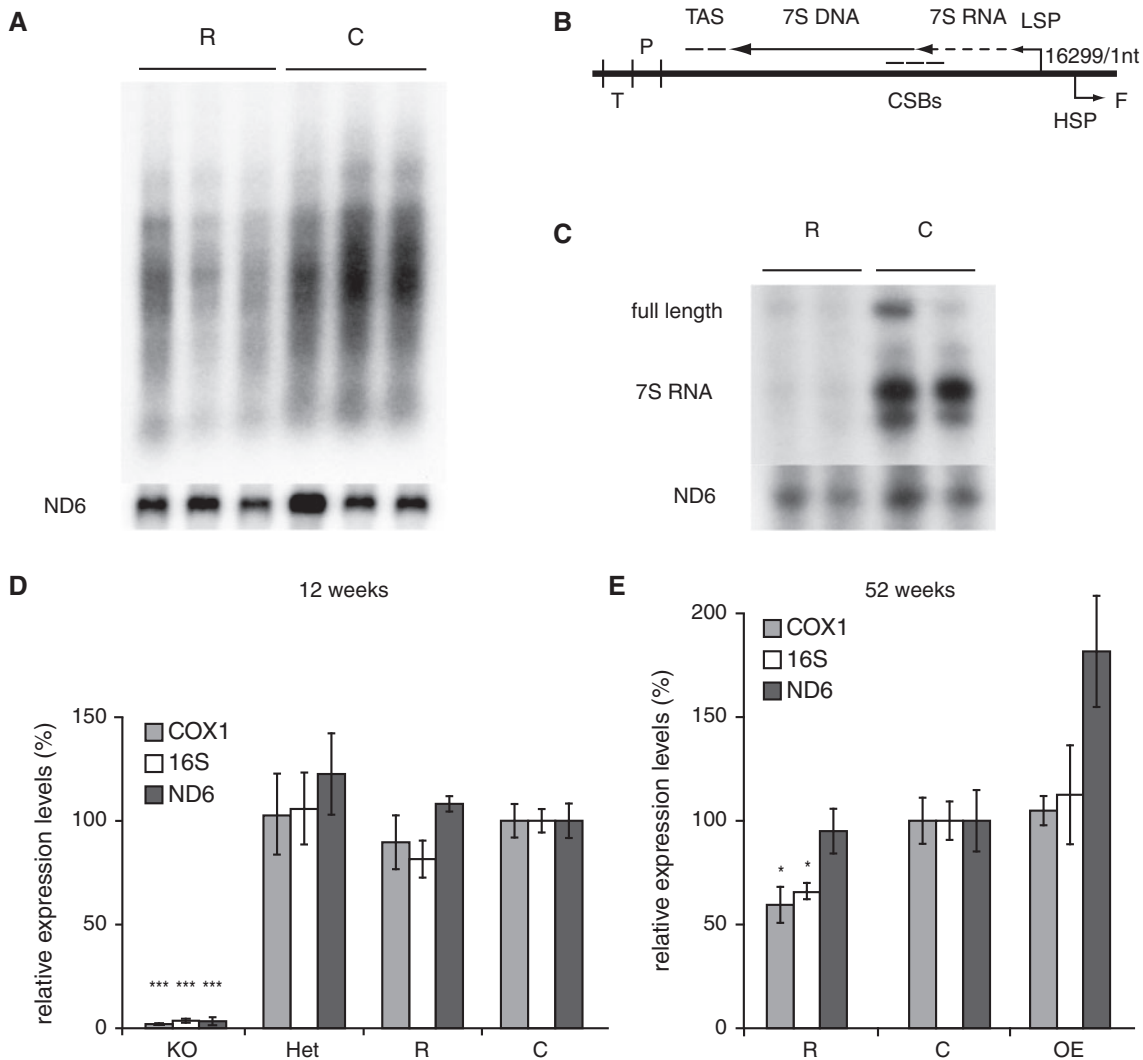 A
R C
ND6
B
TAS 7S DNA 7S RNA LSP
P 16299/1nt
T CSBs F
HSP
C
R C
full length
7S RNA
ND6
D
12 weeks
relative expression levels (%)
150
100
50
0
COX1
16S
ND6
*** *** ***
KO Het R C
E
52 weeks
relative expression levels (%)
200
150
100
50
0
COX1
16S
ND6
* *
R C OE